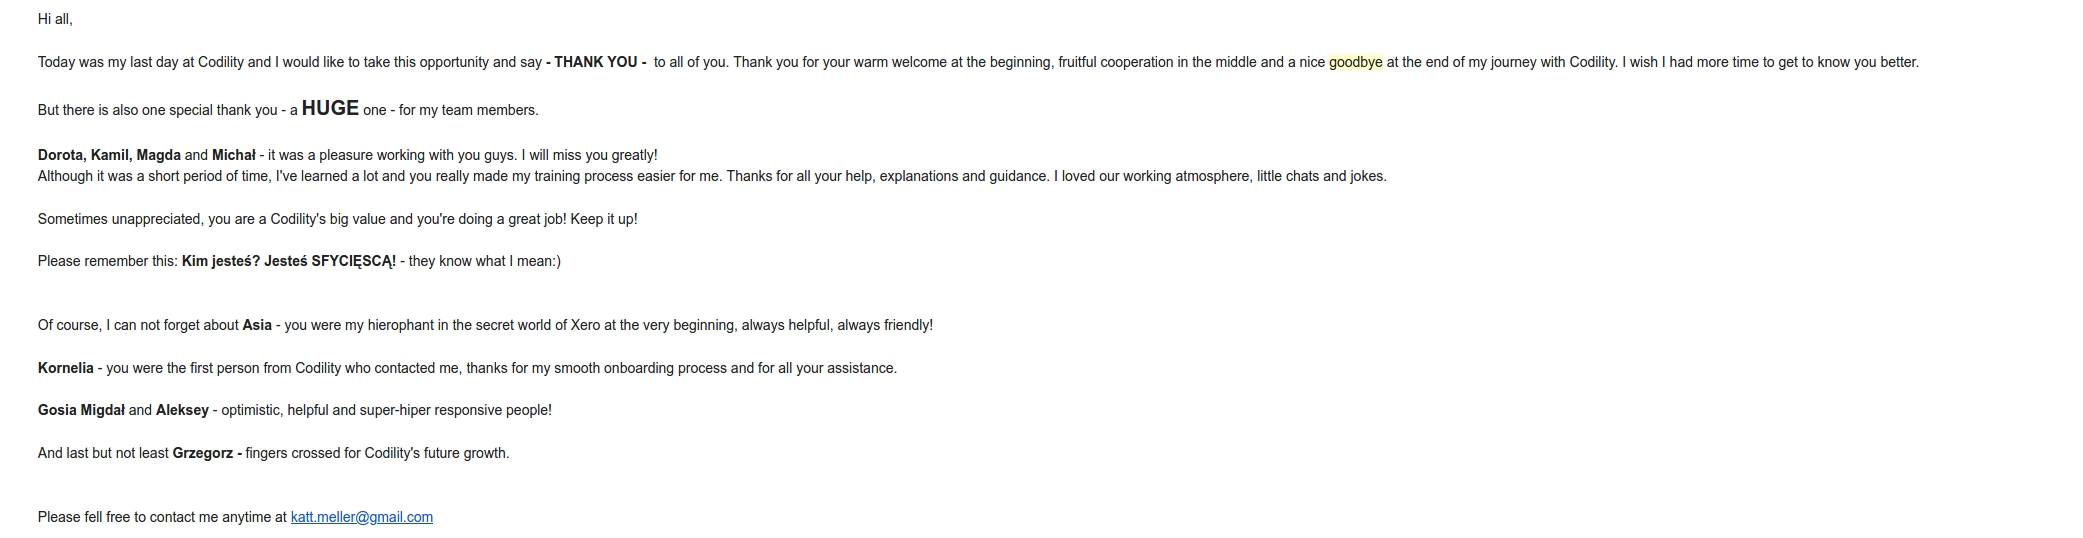 Hi all,
Today was my last day at Codility and I would like to take this opportunity and say - THANK YOU -  to all of you. Thank you for your warm welcome at the beginning, fruitful cooperation in the middle and a nice goodbye at the end of my journey with Codility. I wish I had more time to get to know you better.
But there is also one special thank you - a HUGE one - for my team members.
Dorota, Kamil, Magda and Michał - it was a pleasure working with you guys. I will miss you greatly!
Although it was a short period of time, I've learned a lot and you really made my training process easier for me. Thanks for all your help, explanations and guidance. I loved our working atmosphere, little chats and jokes.
Sometimes unappreciated, you are a Codility's big value and you're doing a great job! Keep it up!
Please remember this: Kim jesteś? Jesteś SFYCIĘSCĄ! - they know what I mean:)
Of course, I can not forget about Asia - you were my hierophant in the secret world of Xero at the very beginning, always helpful, always friendly!
Kornelia - you were the first person from Codility who contacted me, thanks for my smooth onboarding process and for all your assistance.
Gosia Migdał and Aleksey - optimistic, helpful and super-hiper responsive people!
And last but not least Grzegorz - fingers crossed for Codility's future growth.
Please fell free to contact me anytime at katt.meller@gmail.com